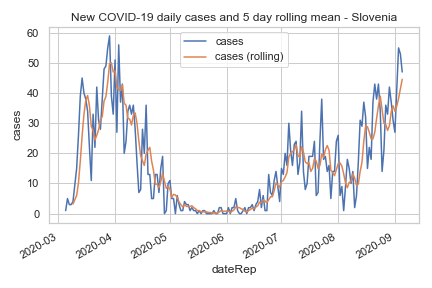 New COVID-19 daily cases and 5 day rolling mean - Slovenia
cases
cases (rolling)
60
50
40
30
20
10
0
cases
2020-03
2020-04
2020-05
2020-06
2020-07
2020-08
2020-09
dateRep